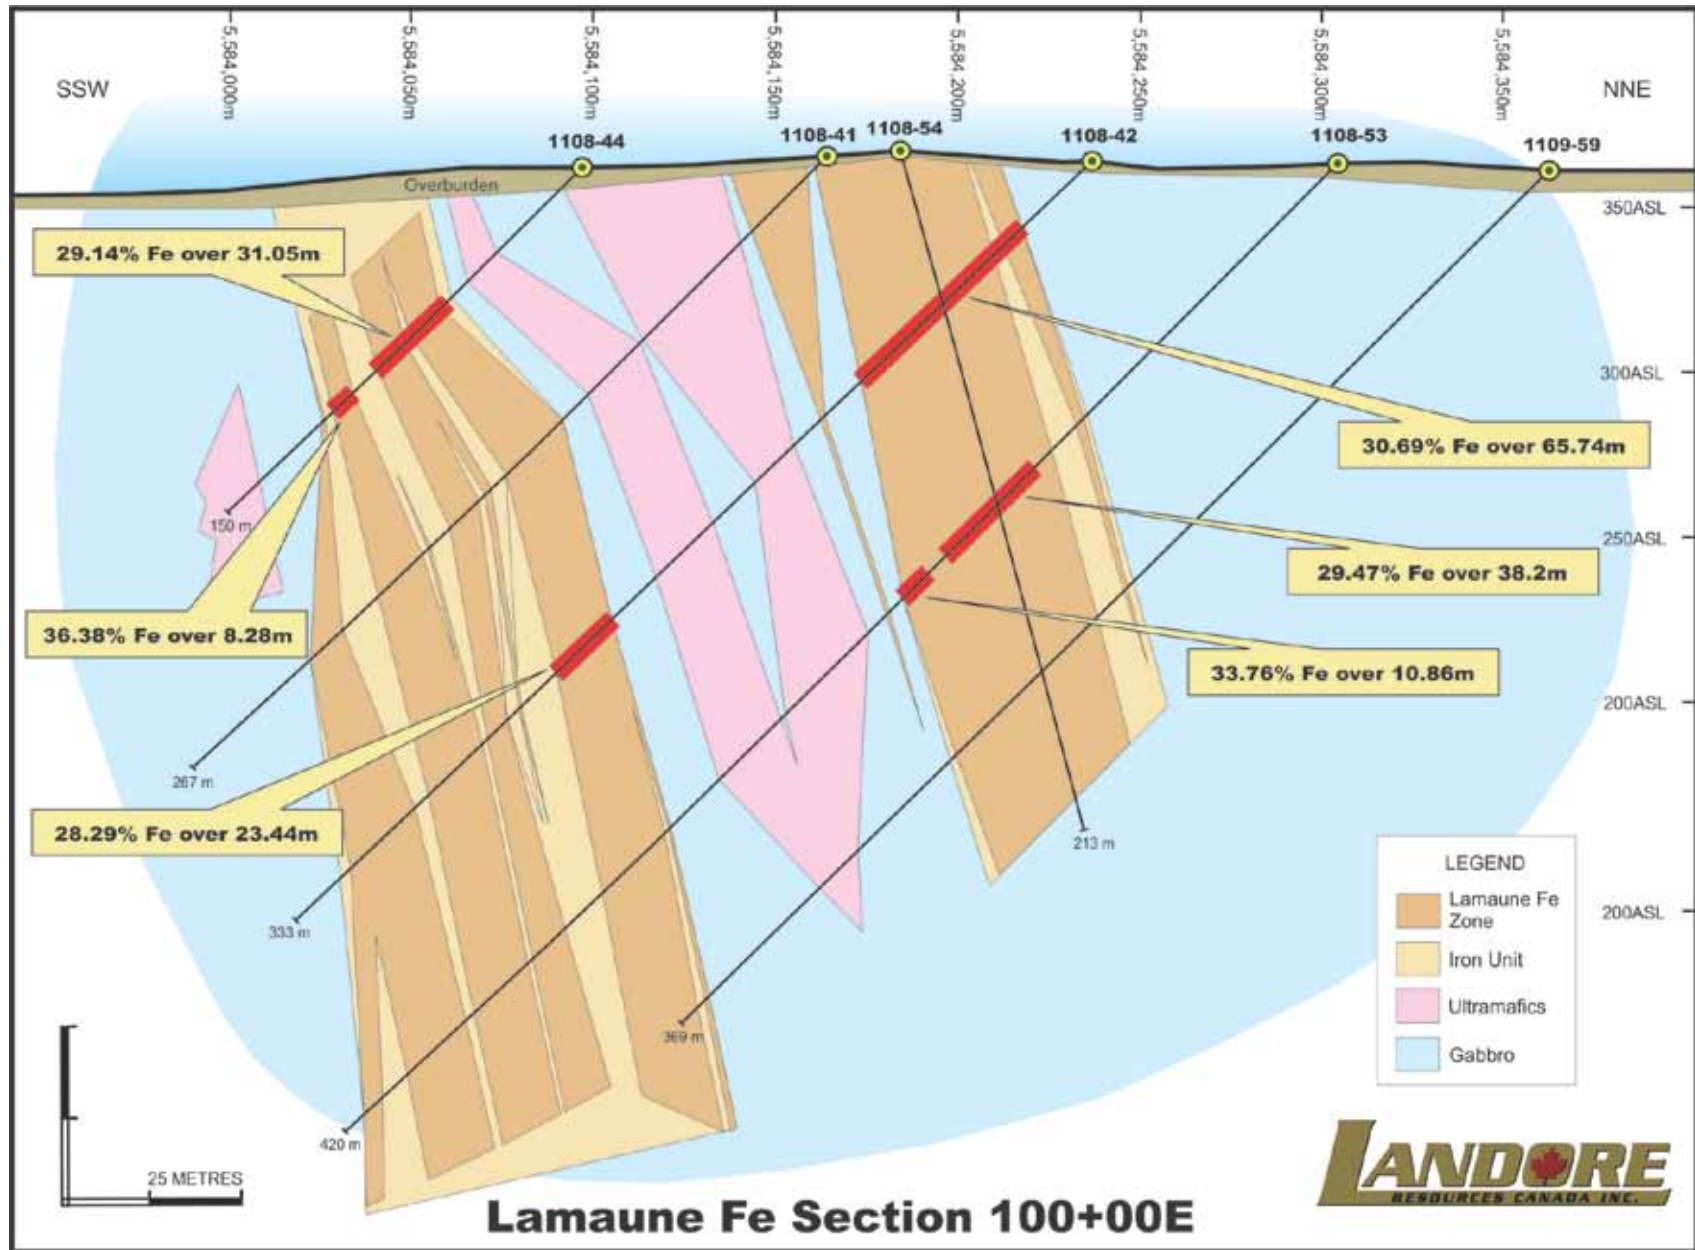 5,584,000m
5,584,050m
5,584,100m
5,584,150m
5,584,200m
5,584,250m
5,584,300m
5,584,350m
SSW
NNE
1108-44
1108-41
1108-54
1108-42
1108-53
1109-59
Overburden
350ASL
29.14% Fe over 31.05m
300ASL
30.69% Fe over 65.74m
150 m
250ASL
29.47% Fe over 38.2m
36.38% Fe over 8.28m
33.76% Fe over 10.86m
200ASL
267 m
28.29% Fe over 23.44m
213 m
LEGEND
Lamaune Fe
Zone
Iron Unit
Ultramafics
Gabbro
200ASL
333 m
369 m
420 m
25 METRES
Lamaune Fe Section 100+00E
LANDORE
RESOURCES CANADA INC.